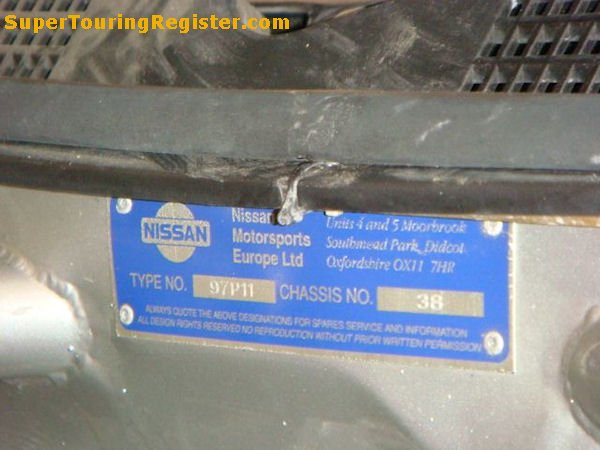 SuperTouringRegister.com
NISSAN
Nissan Motorsports Europe Ltd
Units 4 and 5 Moorbrook
Southmead Park, Didcot
Oxfordshire OX11 7HR
TYPE NO. 97P11 CHASSIS NO. 38
ALWAYS QUOTE THE ABOVE DESIGNATIONS FOR SPARES SERVICE AND INFORMATION
ALL DESIGN RIGHTS RESERVED NO REPRODUCTION WITHOUT PRIOR WRITTEN PERMISSION